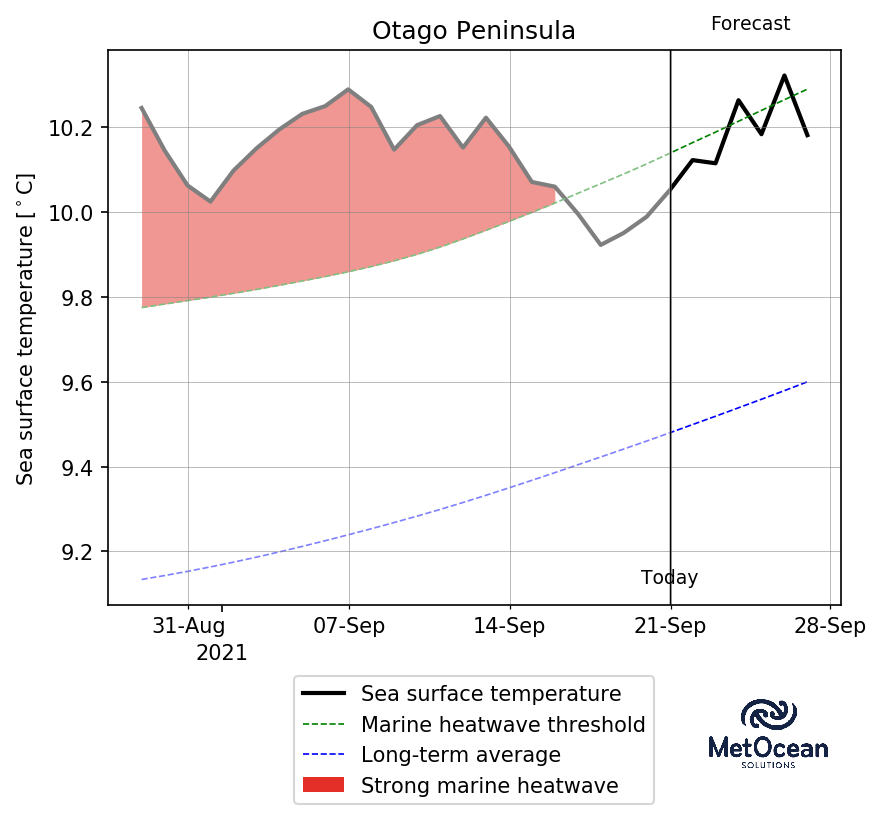 Forecast
Otago Peninsula
Sea surface temperature [°C]
10.2
10.0
9.8
9.6
9.4
9.2
Today
31-Aug 07-Sep 14-Sep 21-Sep 28-Sep
2021
Sea surface temperature
Marine heatwave threshold
Long-term average
Strong marine heatwave
MetOcean
SOLUTIONS